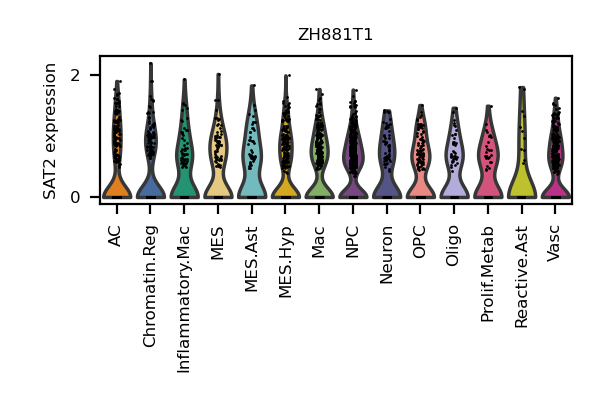 ZH881T1
SAT2 expression
2
0
AC
Chromatin.Reg
Inflammatory.Mac
MES
MES.Ast
MES.Hyp
Mac
NPC
Neuron
OPC
Oligo
Prolif.Metab
Reactive.Ast
Vasc